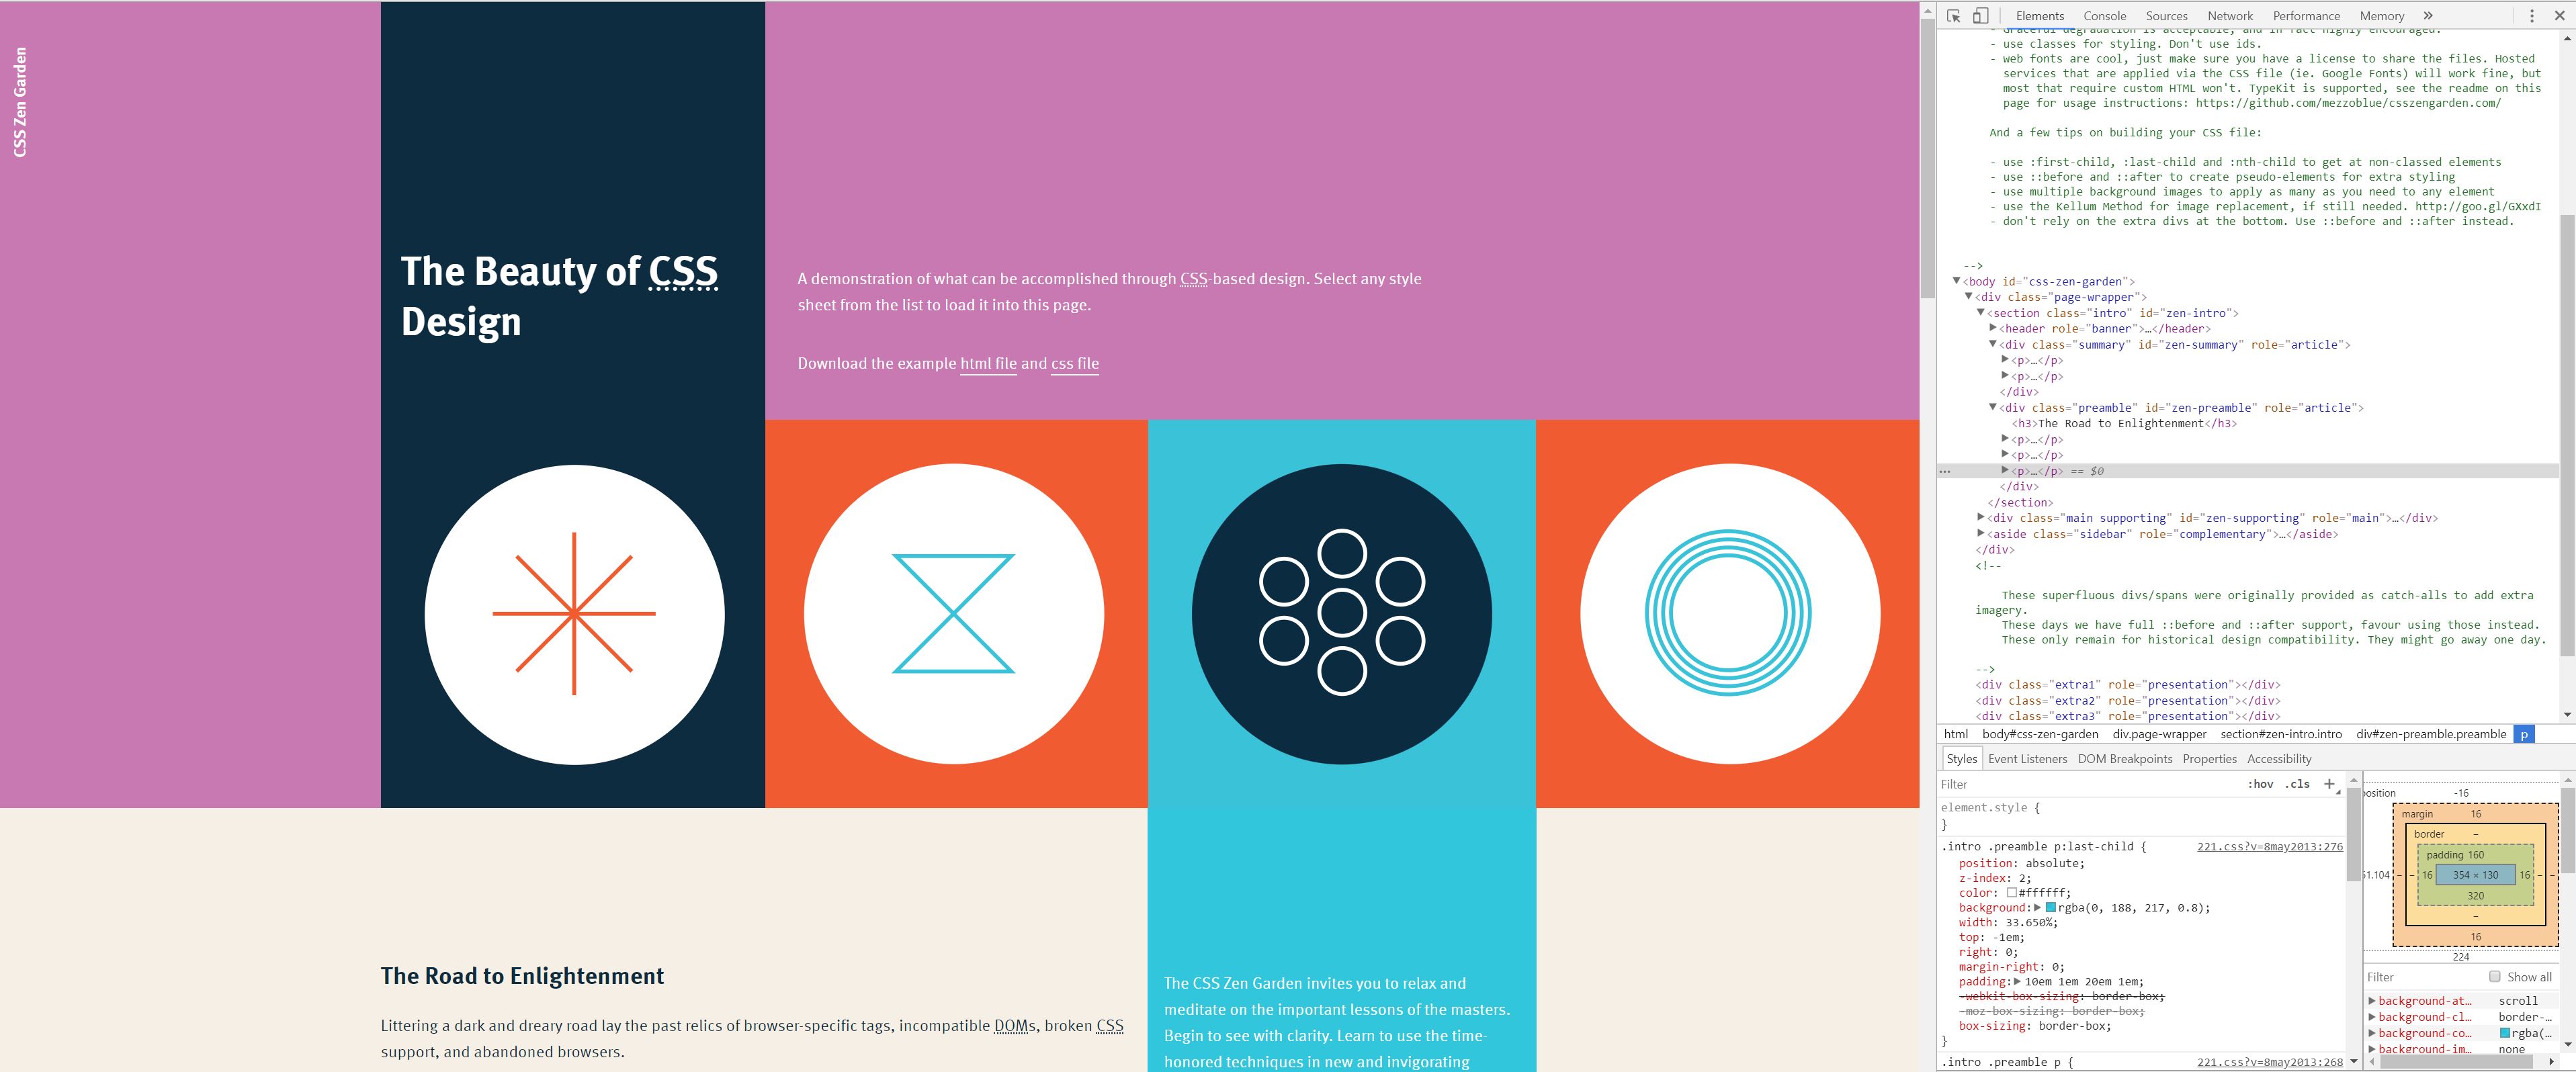 CSS Zen Garden
The Beauty of CSS
Design
A demonstration of what can be accomplished through CSS-based design. Select any style
sheet from the list to load it into this page.
Download the example html file and css file
The Road to Enlightenment
Littering a dark and dreary road lay the past relics of browser-specific tags, incompatible DOMs, broken CSS
support, and abandoned browsers.
The CSS Zen Garden invites you to relax and
meditate on the important lessons of the masters.
Begin to see with clarity. Learn to use the time-
honored techniques in new and invigorating
Elements Console Sources Network Performance Memory »
- Graceful degradation is acceptable, and in fact highly encouraged.
- use classes for styling. Don't use ids.
- web fonts are cool, just make sure you have a license to share the files. Hosted
services that are applied via the CSS file (ie. Google Fonts) will work fine, but
most that require custom HTML won't. TypeKit is supported, see the readme on this
page for usage instructions: https://github.com/mezzoblue/csszengarden.com/
And a few tips on building your CSS file:
- use :first-child, :last-child and :nth-child to get at non-classed elements
- use ::before and ::after to create pseudo-elements for extra styling
- use multiple background images to apply as many as you need to any element
- use the Kellum Method for image replacement, if still needed. http://goo.gl/GXxdI
- don't rely on the extra divs at the bottom. Use ::before and ::after instead.
-->
<body id="css-zen-garden">
<div class="page-wrapper">
<section class="intro" id="zen-intro">
<header role="banner">…</header>
<div class="summary" id="zen-summary" role="article">
<p>…</p>
<p>…</p>
</div>
<div class="preamble" id="zen-preamble" role="article">
<h3>The Road to Enlightenment</h3>
<p>…</p>
<p>…</p>
… <p>…</p> == $0
</div>
</section>
<div class="main supporting" id="zen-supporting" role="main">…</div>
<aside class="sidebar" role="complementary">…</aside>
</div>
<!--
These superfluous divs/spans were originally provided as catch-alls to add extra
imagery.
These days we have full ::before and ::after support, favour using those instead.
These only remain for historical design compatibility. They might go away one day.
-->
<div class="extra1" role="presentation"></div>
<div class="extra2" role="presentation"></div>
<div class="extra3" role="presentation"></div>
html body#css-zen-garden div.page-wrapper section#zen-intro.intro div#zen-preamble.preamble p
Styles Event Listeners DOM Breakpoints Properties Accessibility
Filter :hov .cls +
element.style {
}
.intro .preamble p:last-child { 221.css?v=8may2013:276
position: absolute;
z-index: 2;
color: #ffffff;
background: rgba(0, 188, 217, 0.8);
width: 33.650%;
top: -1em;
right: 0;
margin-right: 0;
padding: 10em 1em 20em 1em;
-webkit-box-sizing: border-box;
-moz-box-sizing: border-box;
box-sizing: border-box;
}
.intro .preamble p { 221.css?v=8may2013:268
position -16
margin 16
border –
padding 160
61.104 – – 16 354 × 130 16 – –
320
–
16
224
Filter Show all
background-at… scroll
background-cl… border-…
background-co… rgba(…
background-im… none